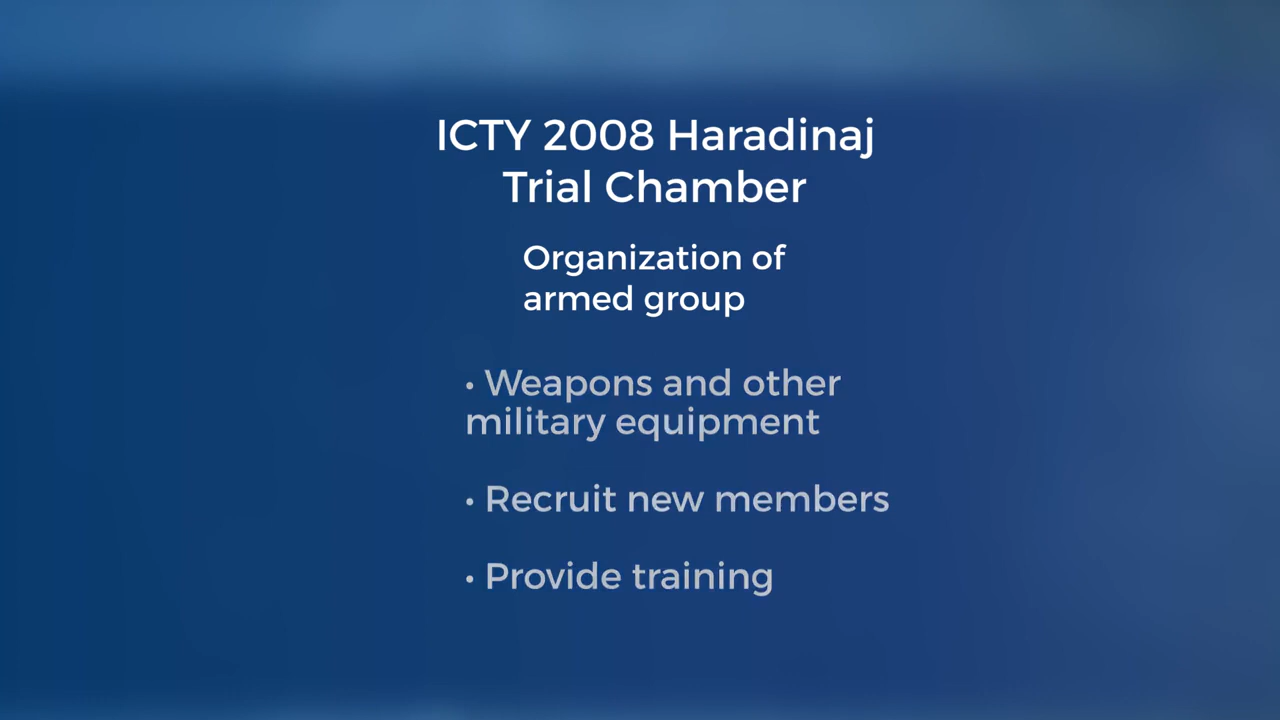 ICTY 2008 Haradinaj
Trial Chamber
Organization of
armed group
• Weapons and other
military equipment
• Recruit new members
• Provide training